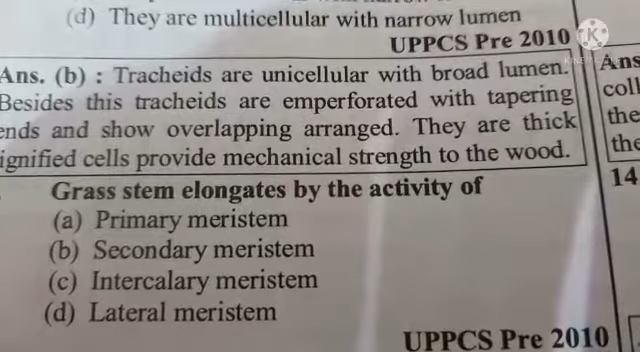 (d) They are multicellular with narrow lumen
UPPCS Pre 2010
Ans. (b) : Tracheids are unicellular with broad lumen.
Besides this tracheids are emperforated with tapering
ends and show overlapping arranged. They are thick
ignified cells provide mechanical strength to the wood.
Grass stem elongates by the activity of
(a) Primary meristem
(b) Secondary meristem
(c) Intercalary meristem
(d) Lateral meristem
UPPCS Pre 2010
Ans
coll
the
the
14